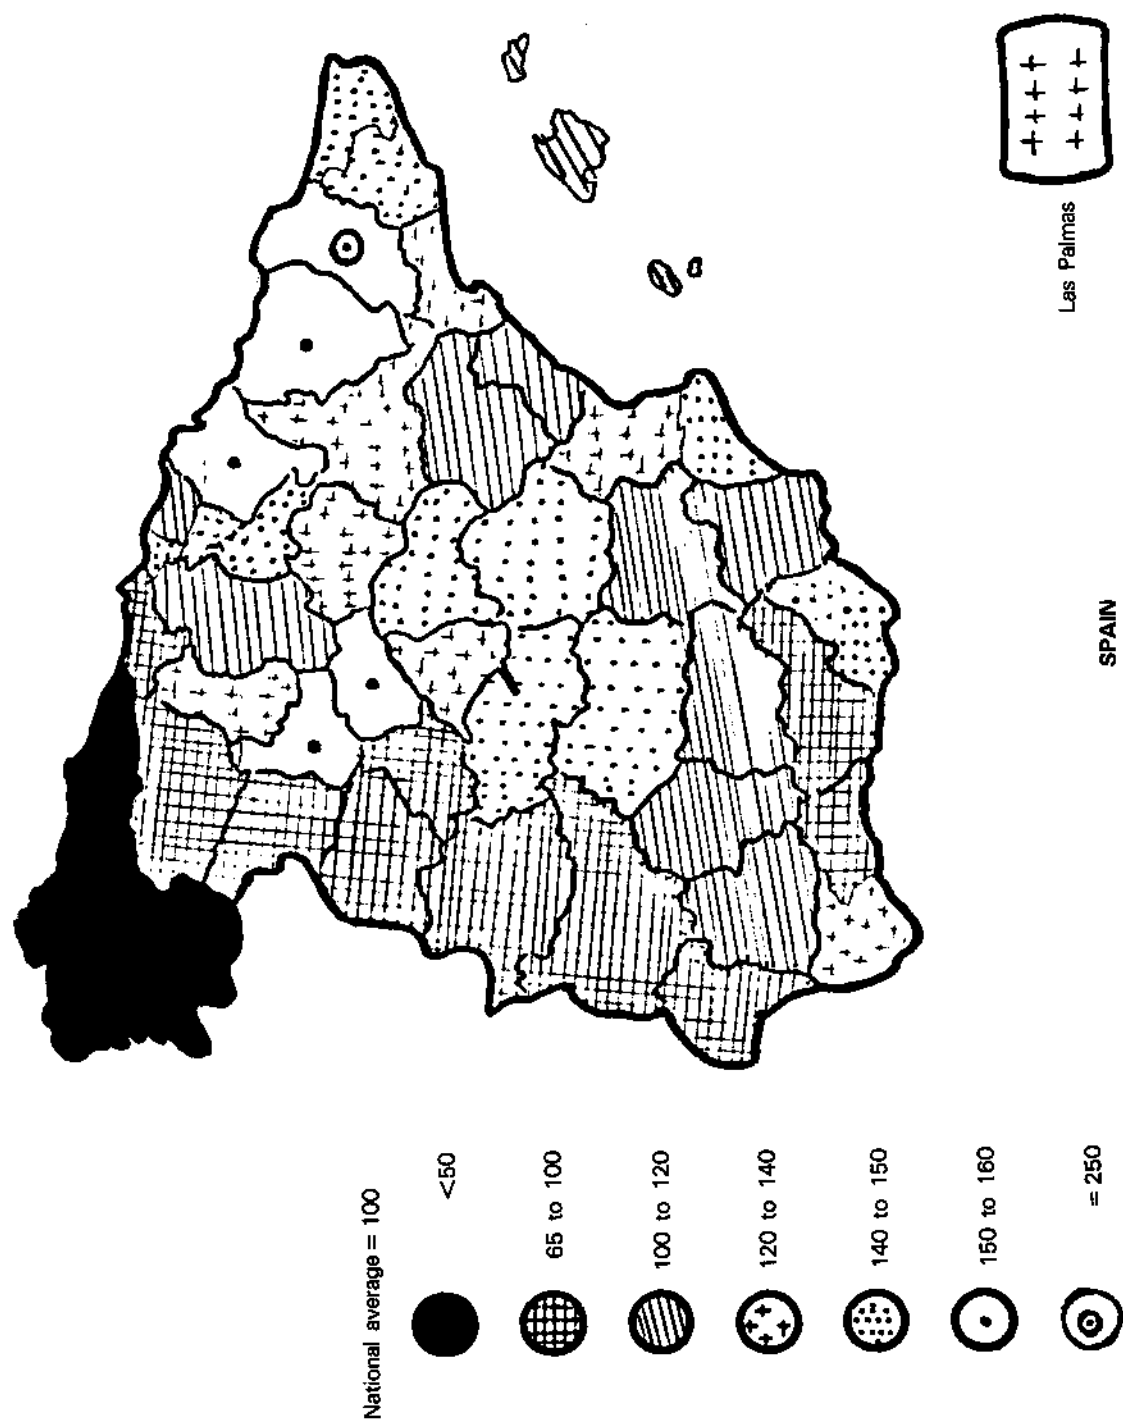 National average = 100
<50
65 to 100
100 to 120
120 to 140
140 to 150
150 to 160
= 250
Las Palmas
SPAIN